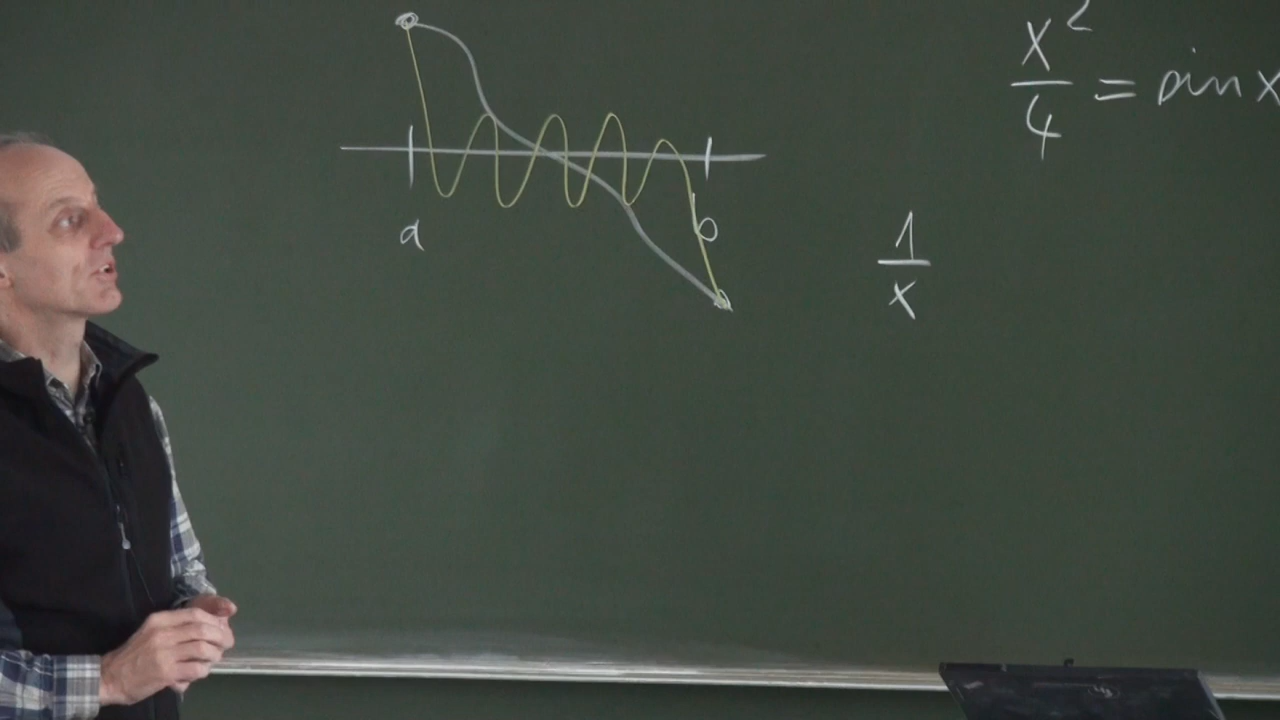 x²/4 = sin x
a b
1/x